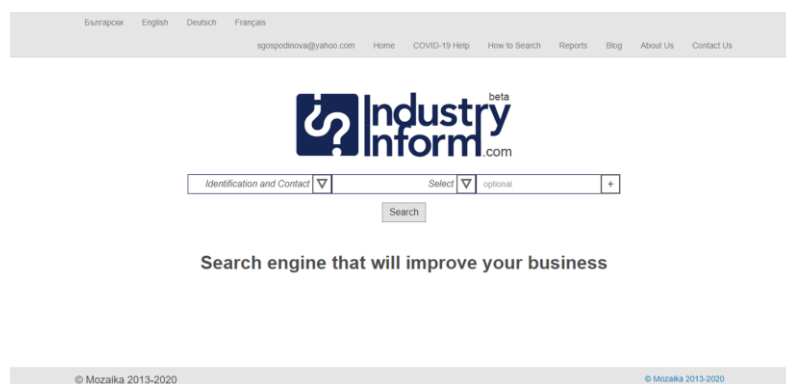 Български English Deutsch Français
sgospodinova@yahoo.com Home COVID-19 Help How to Search Reports Blog About Us Contact Us
Industry beta
Inform .com
Identification and Contact Select optional +
Search
Search engine that will improve your business
© Mozaika 2013-2020 © Mozaika 2013-2020